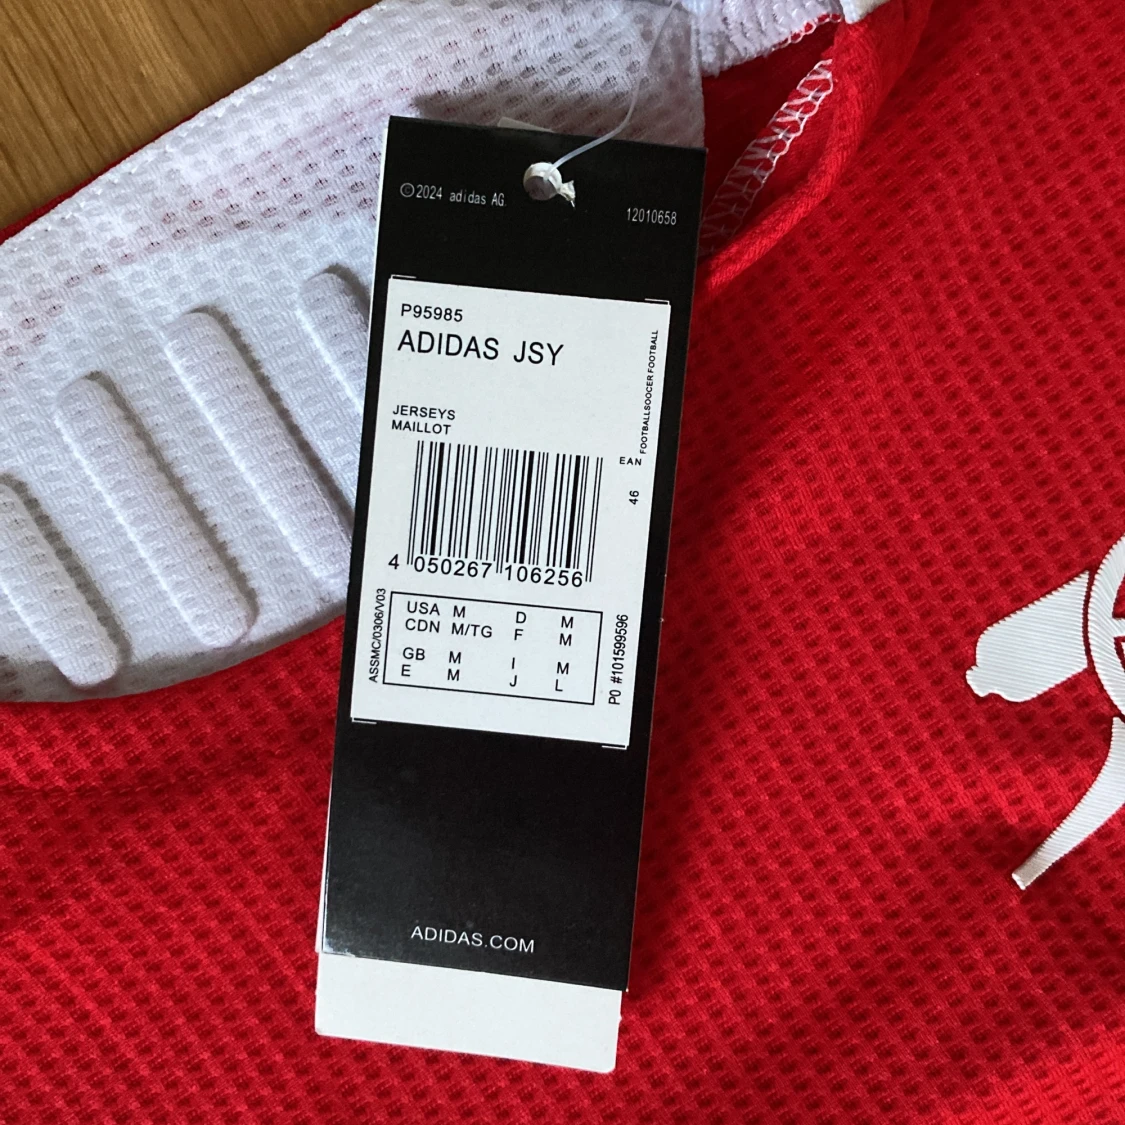 ©2024 adidas AG.
12010658
P95985
ADIDAS JSY
FOOTBALLSOCCER FOOTBALL
JERSEYS
MAILLOT
EAN
46
4 050267 106256
ASSMC/0306/V03
USA M D M
CDN M/TG F M
GB M I M
E M J L
PO #101599596
ADIDAS.COM